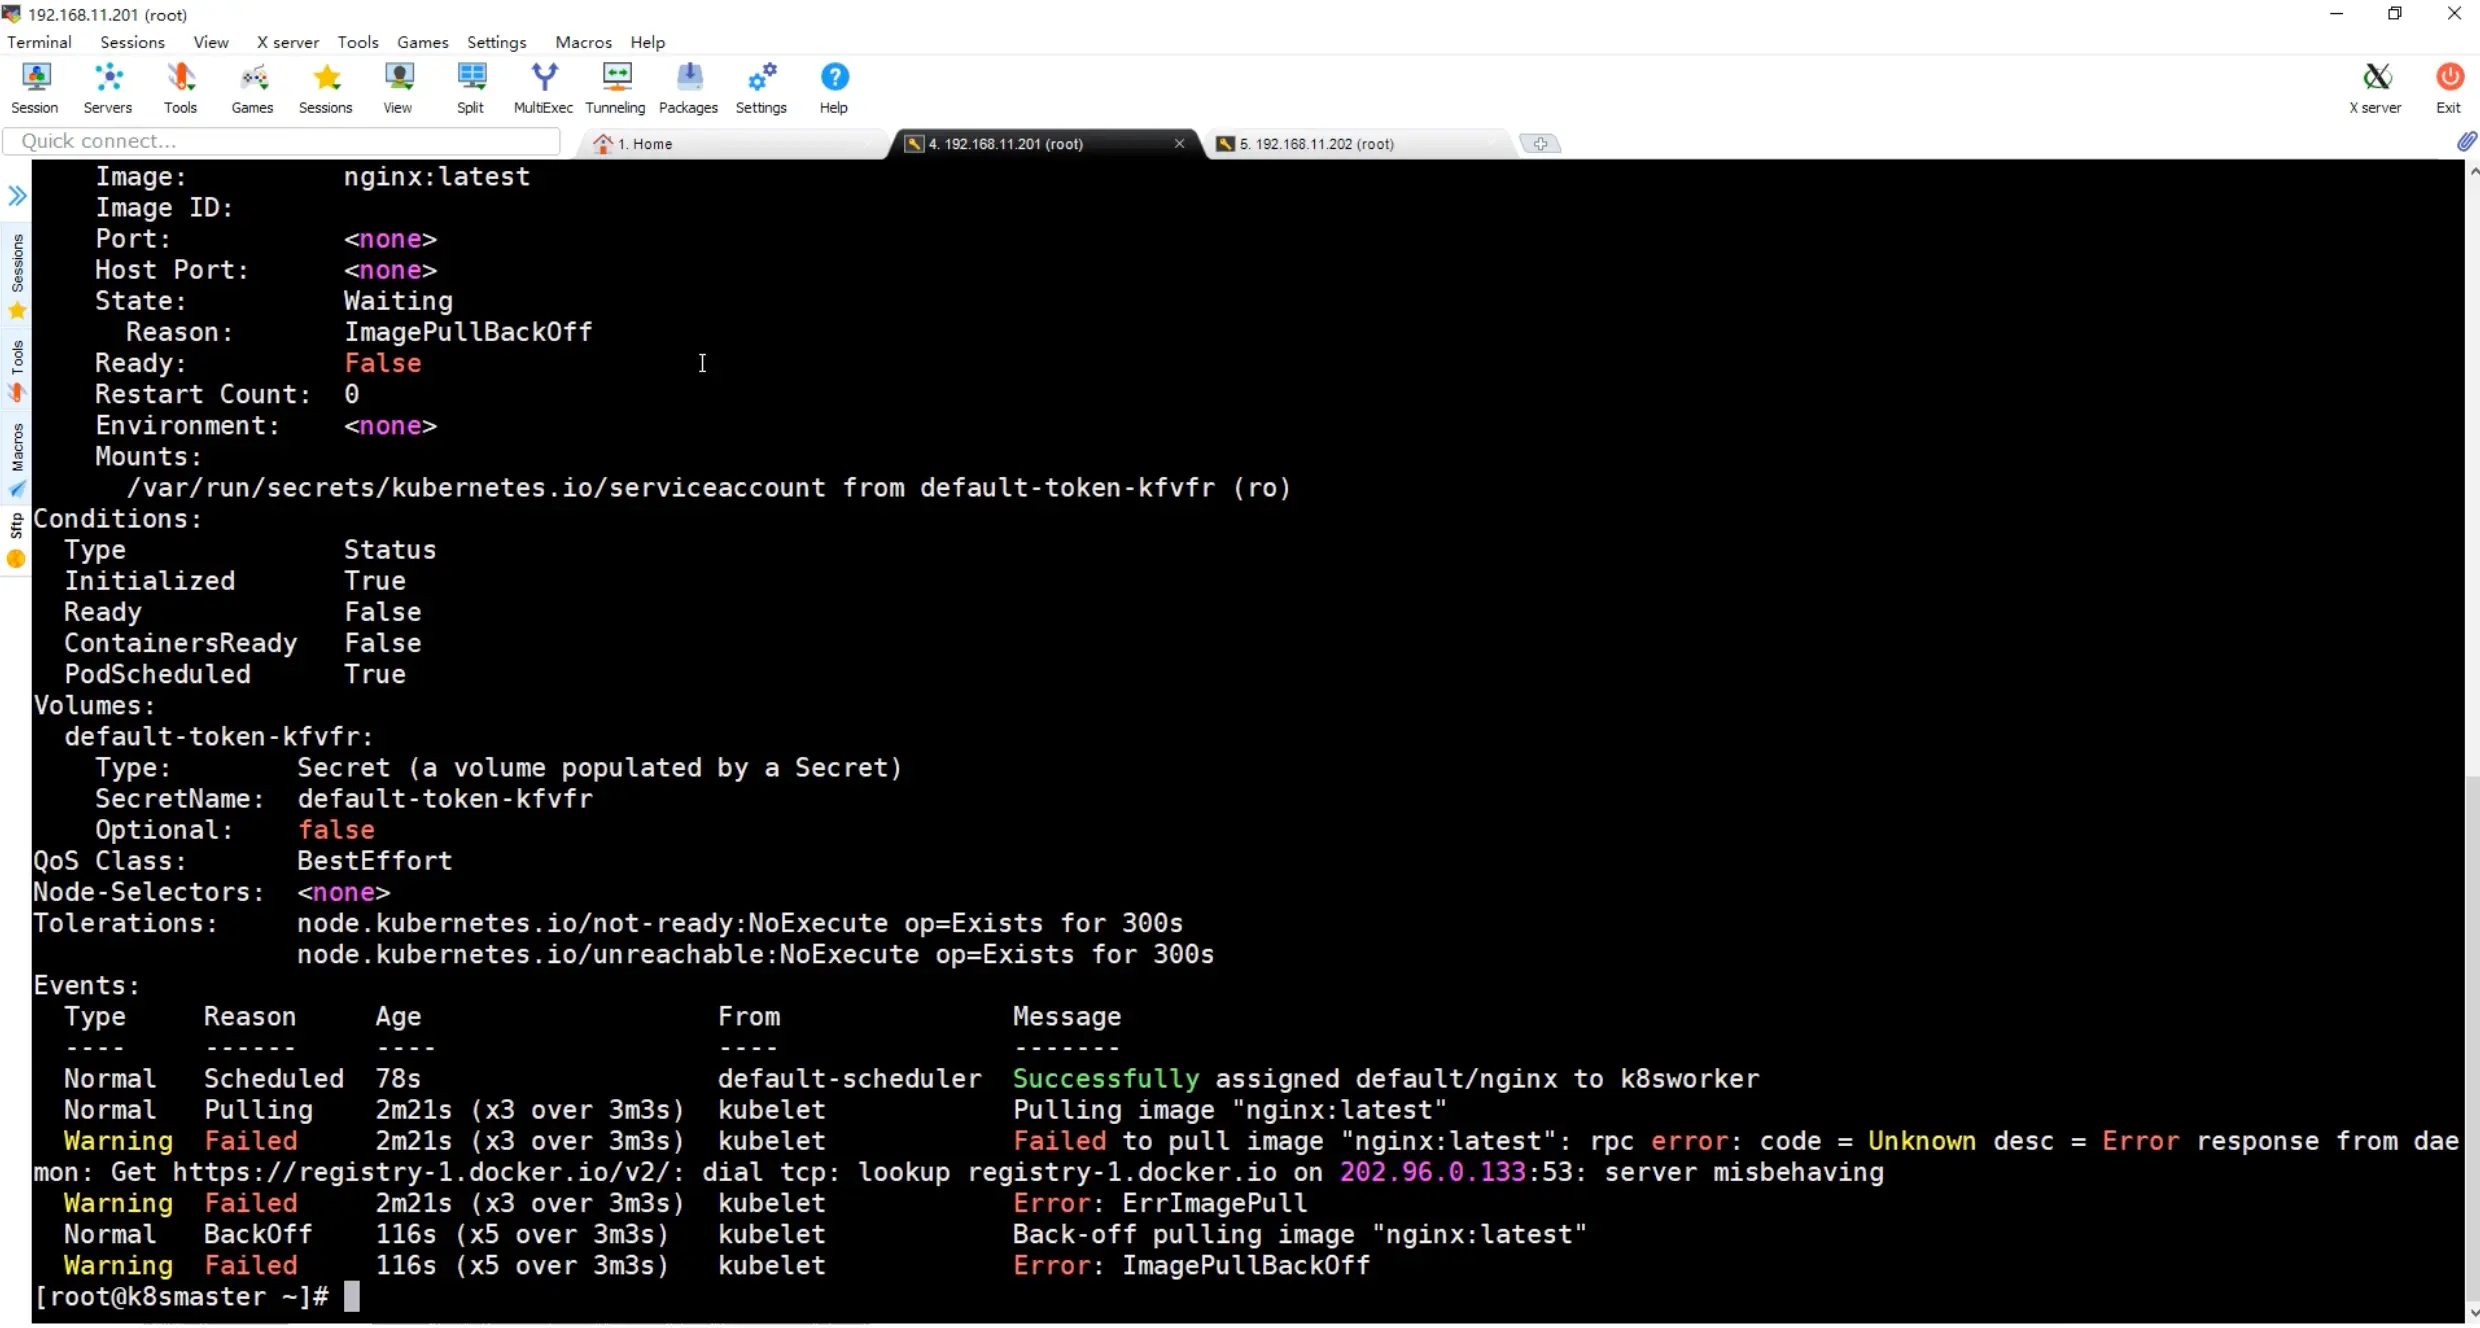 192.168.11.201 (root)
Terminal Sessions View X server Tools Games Settings Macros Help
Session Servers Tools Games Sessions View Split MultiExec Tunneling Packages Settings Help X server Exit
Quick connect... 1. Home 4. 192.168.11.201 (root) 5. 192.168.11.202 (root)
Sessions
Tools
Macros
Sftp
    Image:          nginx:latest
    Image ID:
    Port:           <none>
    Host Port:      <none>
    State:          Waiting
      Reason:       ImagePullBackOff
    Ready:          False
    Restart Count:  0
    Environment:    <none>
    Mounts:
      /var/run/secrets/kubernetes.io/serviceaccount from default-token-kfvfr (ro)
Conditions:
  Type              Status
  Initialized       True
  Ready             False
  ContainersReady   False
  PodScheduled      True
Volumes:
  default-token-kfvfr:
    Type:        Secret (a volume populated by a Secret)
    SecretName:  default-token-kfvfr
    Optional:    false
QoS Class:       BestEffort
Node-Selectors:  <none>
Tolerations:     node.kubernetes.io/not-ready:NoExecute op=Exists for 300s
                 node.kubernetes.io/unreachable:NoExecute op=Exists for 300s
Events:
  Type     Reason     Age                   From               Message
  ----     ------     ----                  ----               -------
  Normal   Scheduled  78s                   default-scheduler  Successfully assigned default/nginx to k8sworker
  Normal   Pulling    2m21s (x3 over 3m3s)  kubelet            Pulling image "nginx:latest"
  Warning  Failed     2m21s (x3 over 3m3s)  kubelet            Failed to pull image "nginx:latest": rpc error: code = Unknown desc = Error response from dae
mon: Get https://registry-1.docker.io/v2/: dial tcp: lookup registry-1.docker.io on 202.96.0.133:53: server misbehaving
  Warning  Failed     2m21s (x3 over 3m3s)  kubelet            Error: ErrImagePull
  Normal   BackOff    116s (x5 over 3m3s)   kubelet            Back-off pulling image "nginx:latest"
  Warning  Failed     116s (x5 over 3m3s)   kubelet            Error: ImagePullBackOff
[root@k8smaster ~]#